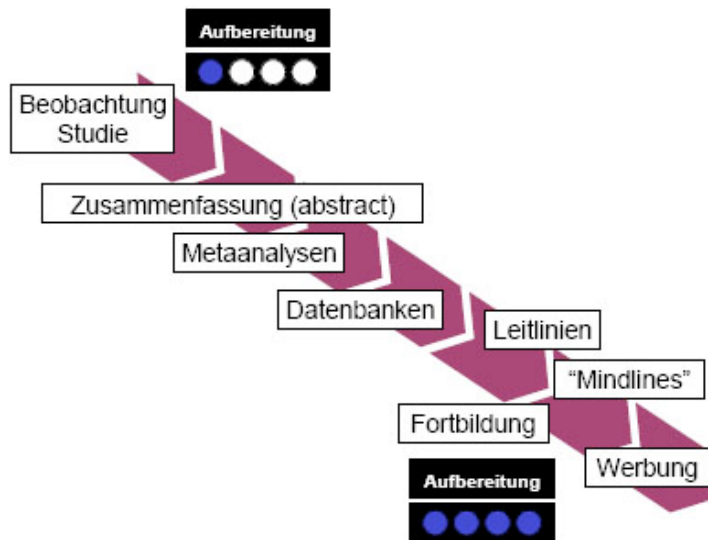 Aufbereitung
Beobachtung
Studie
Zusammenfassung (abstract)
Metaanalysen
Datenbanken
Leitlinien
“Mindlines”
Fortbildung
Werbung
Aufbereitung